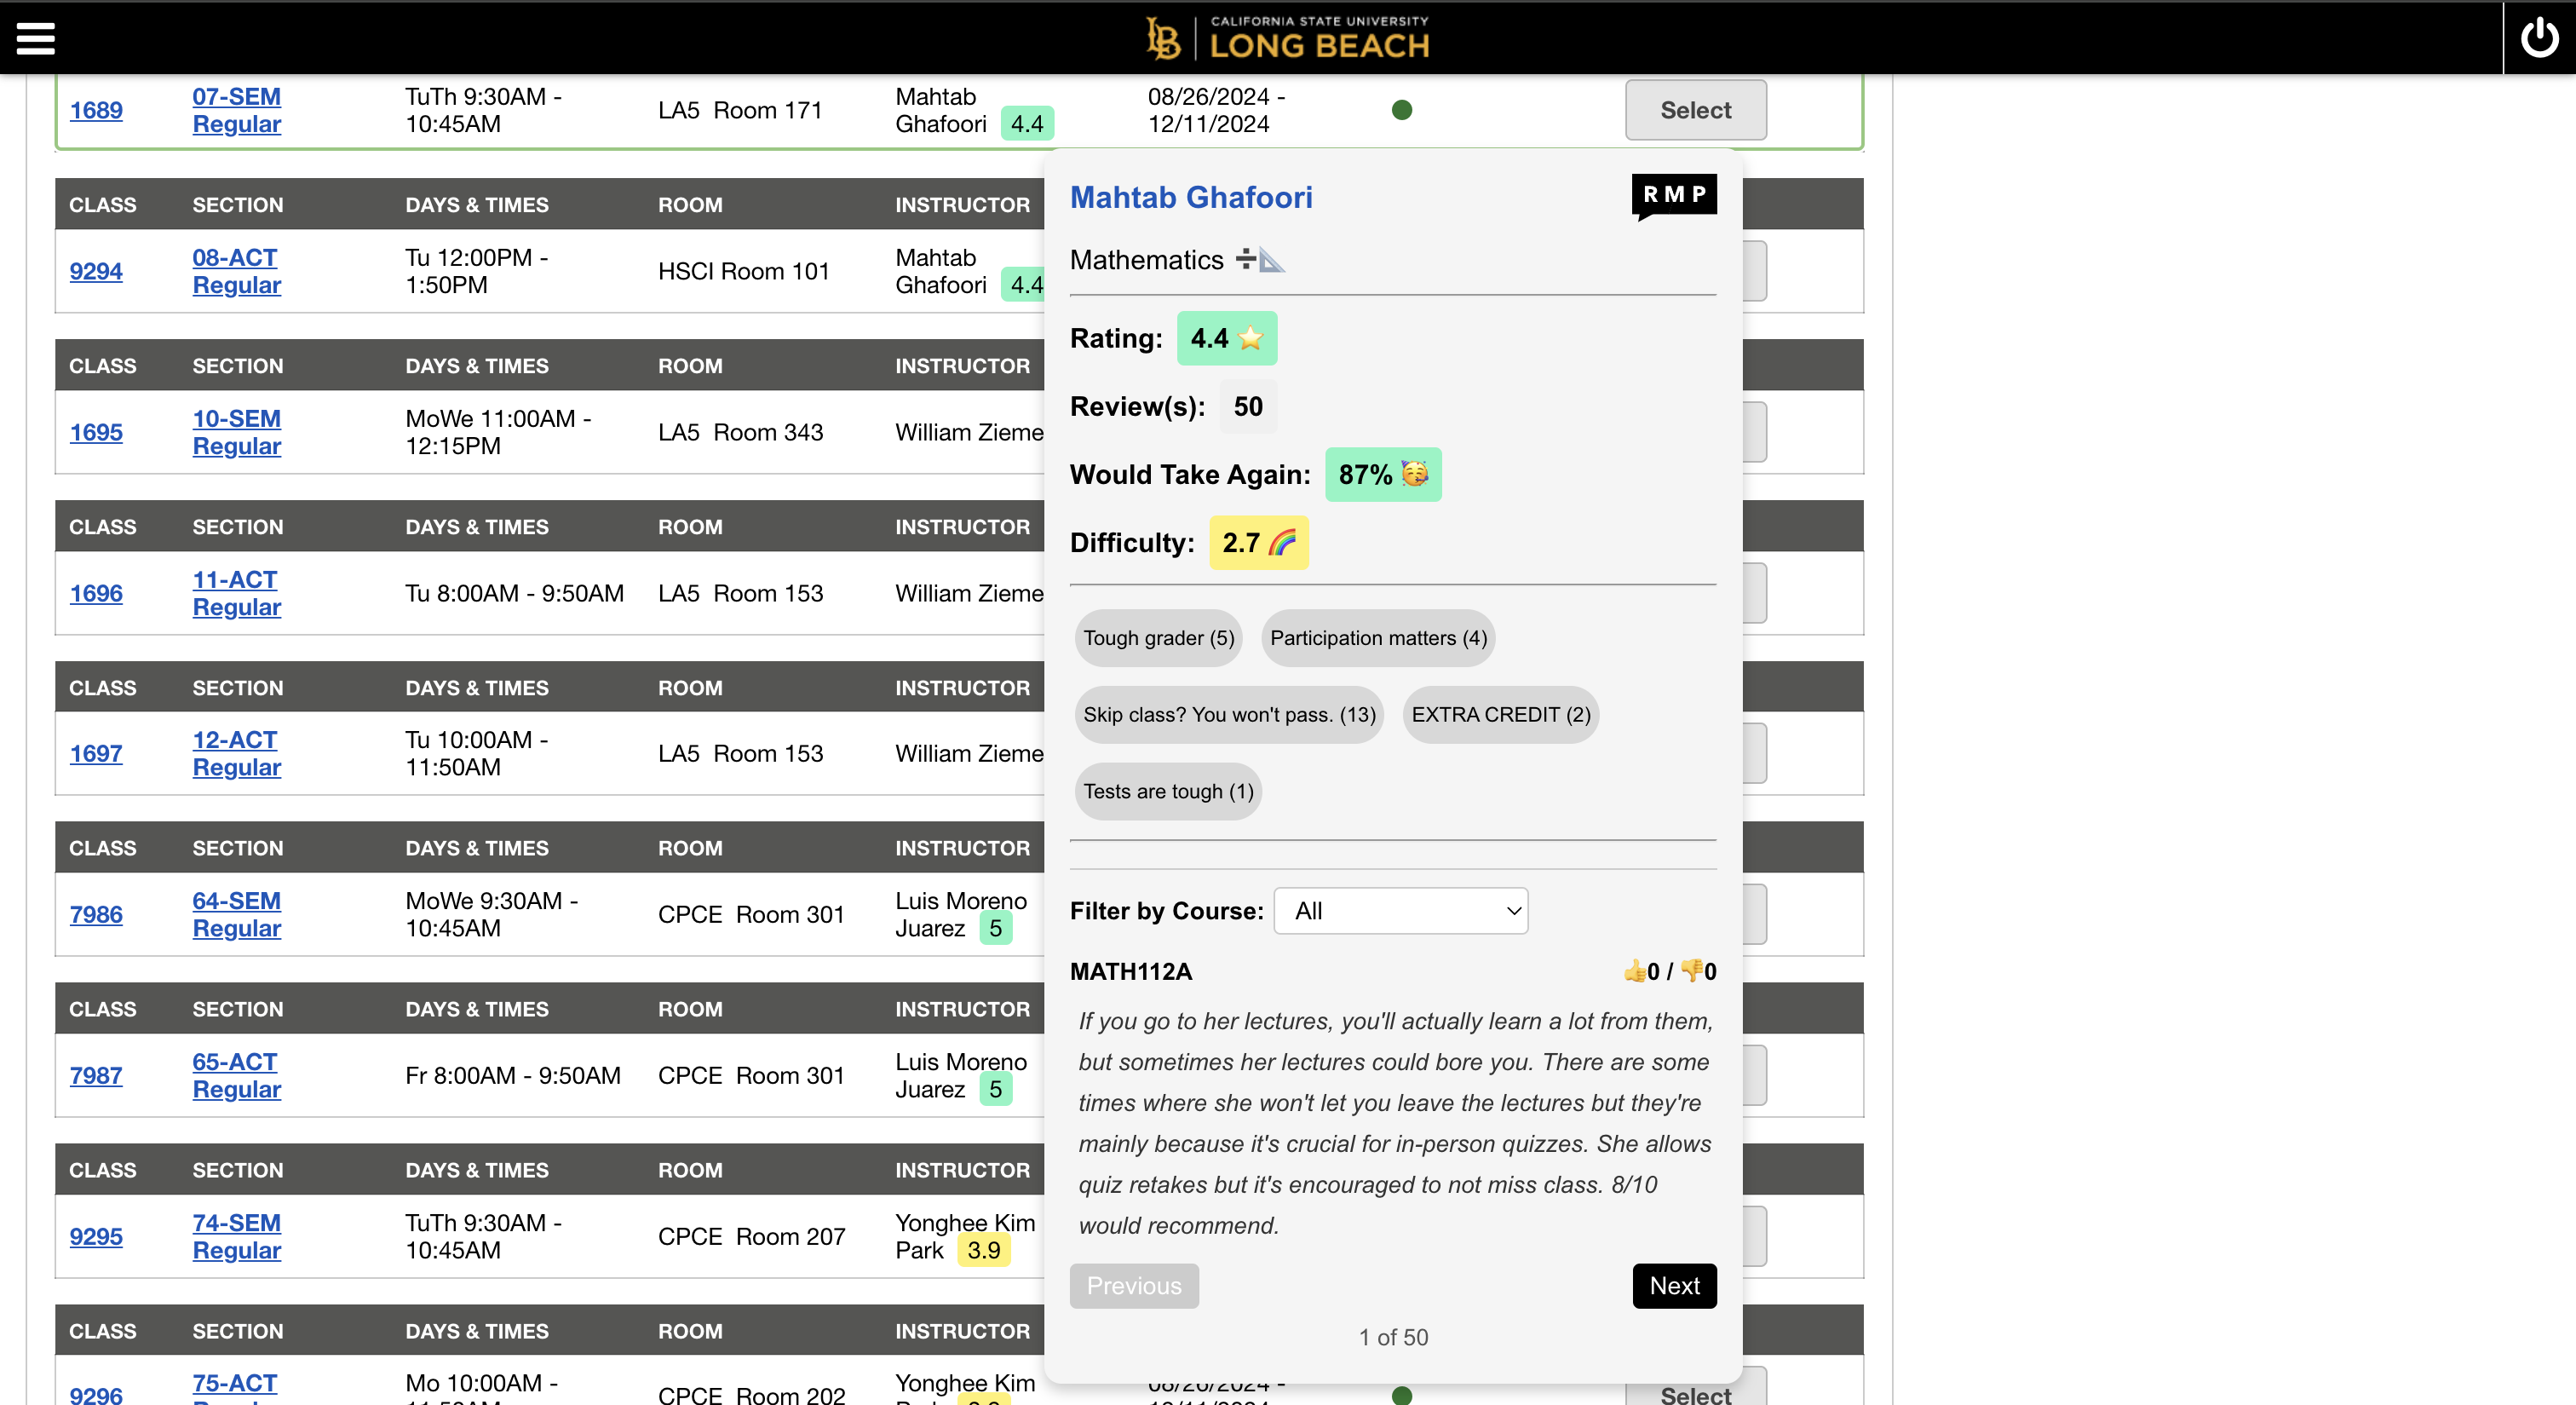 CALIFORNIA STATE UNIVERSITY
LONG BEACH
1689 07-SEM Regular TuTh 9:30AM - 10:45AM LA5 Room 171 Mahtab Ghafoori 4.4 08/26/2024 - 12/11/2024 Select
CLASS SECTION DAYS & TIMES ROOM INSTRUCTOR
9294 08-ACT Regular Tu 12:00PM - 1:50PM HSCI Room 101 Mahtab Ghafoori 4.4
CLASS SECTION DAYS & TIMES ROOM INSTRUCTOR
1695 10-SEM Regular MoWe 11:00AM - 12:15PM LA5 Room 343 William Zieme
CLASS SECTION DAYS & TIMES ROOM INSTRUCTOR
1696 11-ACT Regular Tu 8:00AM - 9:50AM LA5 Room 153 William Zieme
CLASS SECTION DAYS & TIMES ROOM INSTRUCTOR
1697 12-ACT Regular Tu 10:00AM - 11:50AM LA5 Room 153 William Zieme
CLASS SECTION DAYS & TIMES ROOM INSTRUCTOR
7986 64-SEM Regular MoWe 9:30AM - 10:45AM CPCE Room 301 Luis Moreno Juarez 5
CLASS SECTION DAYS & TIMES ROOM INSTRUCTOR
7987 65-ACT Regular Fr 8:00AM - 9:50AM CPCE Room 301 Luis Moreno Juarez 5
CLASS SECTION DAYS & TIMES ROOM INSTRUCTOR
9295 74-SEM Regular TuTh 9:30AM - 10:45AM CPCE Room 207 Yonghee Kim Park 3.9
CLASS SECTION DAYS & TIMES ROOM INSTRUCTOR
9296 75-ACT Mo 10:00AM - CPCE Room 202 Yonghee Kim 08/26/2024 - Select
Mahtab Ghafoori
RMP
Mathematics ➗📐
Rating: 4.4 ⭐
Review(s): 50
Would Take Again: 87% 🥳
Difficulty: 2.7 🌈
Tough grader (5) Participation matters (4)
Skip class? You won't pass. (13) EXTRA CREDIT (2)
Tests are tough (1)
Filter by Course: All
MATH112A 👍0 / 👎0
If you go to her lectures, you'll actually learn a lot from them,
but sometimes her lectures could bore you. There are some
times where she won't let you leave the lectures but they're
mainly because it's crucial for in-person quizzes. She allows
quiz retakes but it's encouraged to not miss class. 8/10
would recommend.
Previous Next
1 of 50